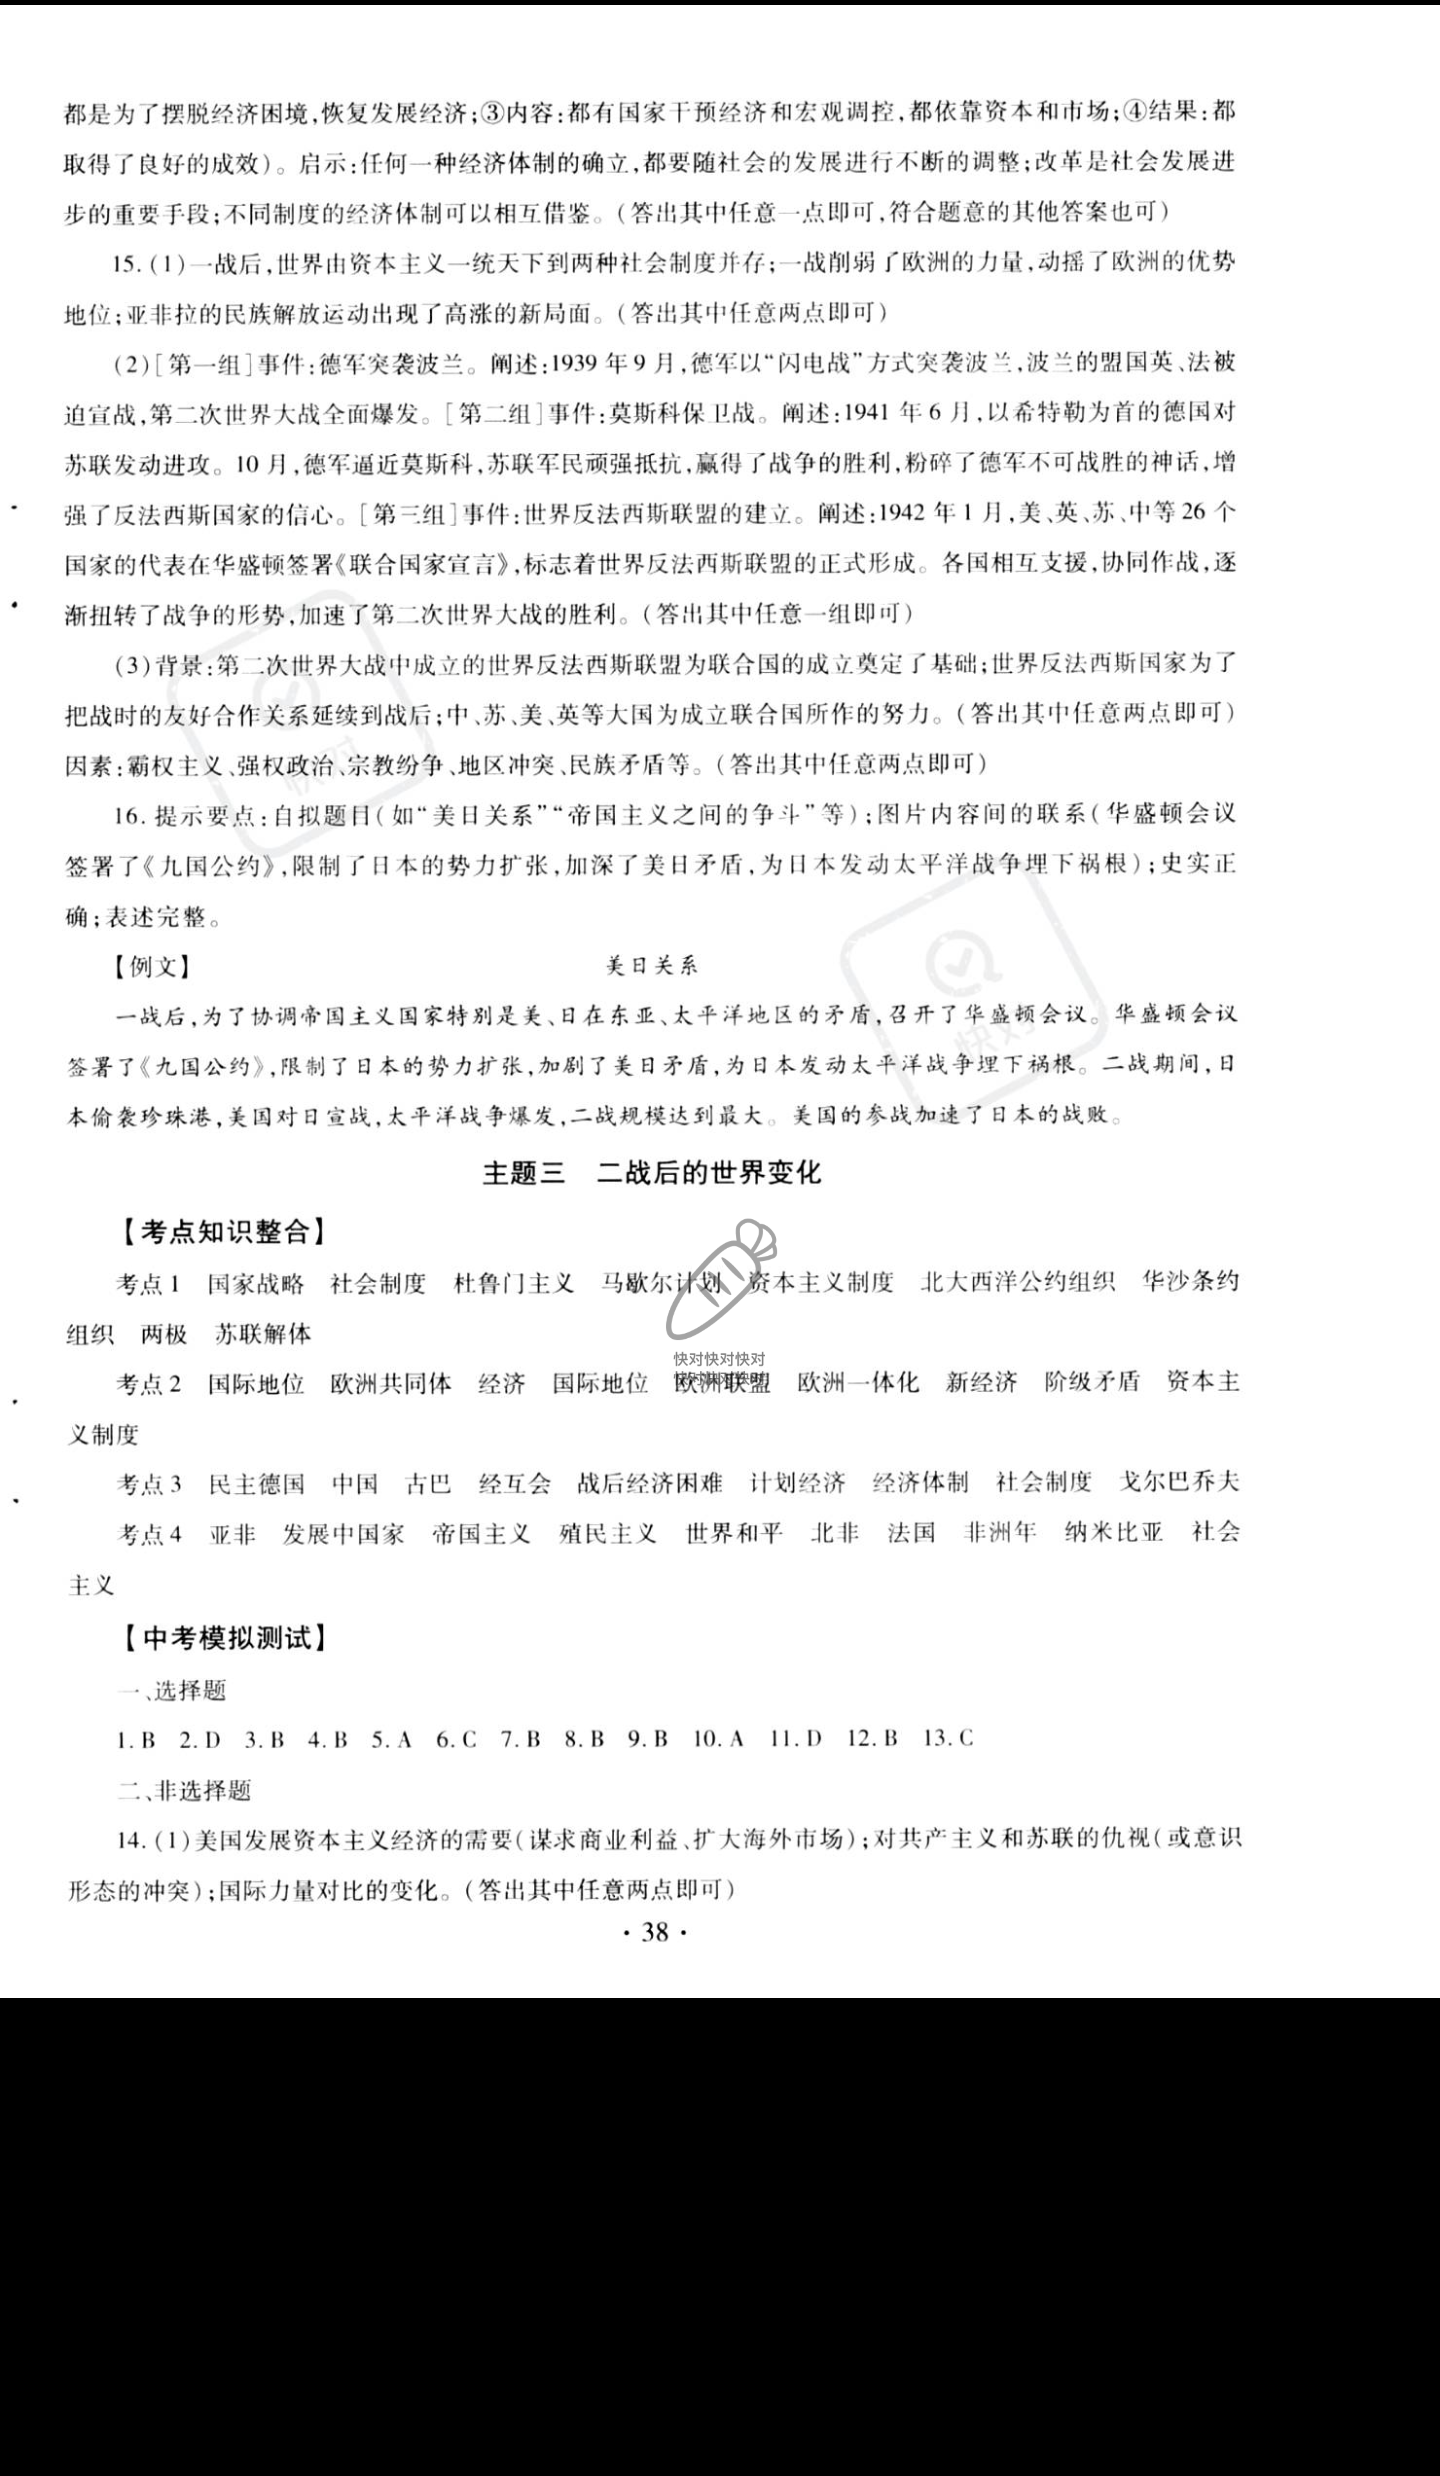 都是为了摆脱经济困境,恢复发展经济;③内容:都有国家干预经济和宏观调控,都依靠资本和市场;④结果:都
取得了良好的成效)。启示:任何一种经济体制的确立,都要随社会的发展进行不断的调整;改革是社会发展进
步的重要手段;不同制度的经济体制可以相互借鉴。(答出其中任意一点即可,符合题意的其他答案也可)
15.(1)一战后,世界由资本主义一统天下到两种社会制度并存;一战削弱了欧洲的力量,动摇了欧洲的优势
地位;亚非拉的民族解放运动出现了高涨的新局面。(答出其中任意两点即可)
(2)[第一组]事件:德军突袭波兰。阐述:1939年9月,德军以“闪电战”方式突袭波兰,波兰的盟国英、法被
迫宣战,第二次世界大战全面爆发。[第二组]事件:莫斯科保卫战。阐述:1941年6月,以希特勒为首的德国对
苏联发动进攻。10月,德军逼近莫斯科,苏联军民顽强抵抗,赢得了战争的胜利,粉碎了德军不可战胜的神话,增
强了反法西斯国家的信心。[第三组]事件:世界反法西斯联盟的建立。阐述:1942年1月,美、英、苏、中等26个
国家的代表在华盛顿签署《联合国家宣言》,标志着世界反法西斯联盟的正式形成。各国相互支援,协同作战,逐
渐扭转了战争的形势,加速了第二次世界大战的胜利。(答出其中任意一组即可)
(3)背景:第二次世界大战中成立的世界反法西斯联盟为联合国的成立奠定了基础;世界反法西斯国家为了
把战时的友好合作关系延续到战后;中、苏、美、英等大国为成立联合国所作的努力。(答出其中任意两点即可)
因素:霸权主义、强权政治、宗教纷争、地区冲突、民族矛盾等。(答出其中任意两点即可)
16.提示要点:自拟题目(如“美日关系”“帝国主义之间的争斗”等);图片内容间的联系(华盛顿会议
签署了《九国公约》,限制了日本的势力扩张,加深了美日矛盾,为日本发动太平洋战争埋下祸根);史实正
确;表述完整。
【例文】 美日关系
一战后,为了协调帝国主义国家特别是美、日在东亚、太平洋地区的矛盾,召开了华盛顿会议。华盛顿会议
签署了《九国公约》,限制了日本的势力扩张,加剧了美日矛盾,为日本发动太平洋战争埋下祸根。二战期间,日
本偷袭珍珠港,美国对日宣战,太平洋战争爆发,二战规模达到最大。美国的参战加速了日本的战败。
主题三 二战后的世界变化
【考点知识整合】
考点1 国家战略 社会制度 杜鲁门主义 马歇尔计划 资本主义制度 北大西洋公约组织 华沙条约
组织 两极 苏联解体
快对快对快对
考点2 国际地位 欧洲共同体 经济 国际地位 欧洲联盟 欧洲一体化 新经济 阶级矛盾 资本主
义制度
考点3 民主德国 中国 古巴 经互会 战后经济困难 计划经济 经济体制 社会制度 戈尔巴乔夫
考点4 亚非 发展中国家 帝国主义 殖民主义 世界和平 北非 法国 非洲年 纳米比亚 社会
主义
【中考模拟测试】
一、选择题
1.B 2.D 3.B 4.B 5.A 6.C 7.B 8.B 9.B 10.A 11.D 12.B 13.C
二、非选择题
14.(1)美国发展资本主义经济的需要(谋求商业利益、扩大海外市场);对共产主义和苏联的仇视(或意识
形态的冲突);国际力量对比的变化。(答出其中任意两点即可)
· 38 ·